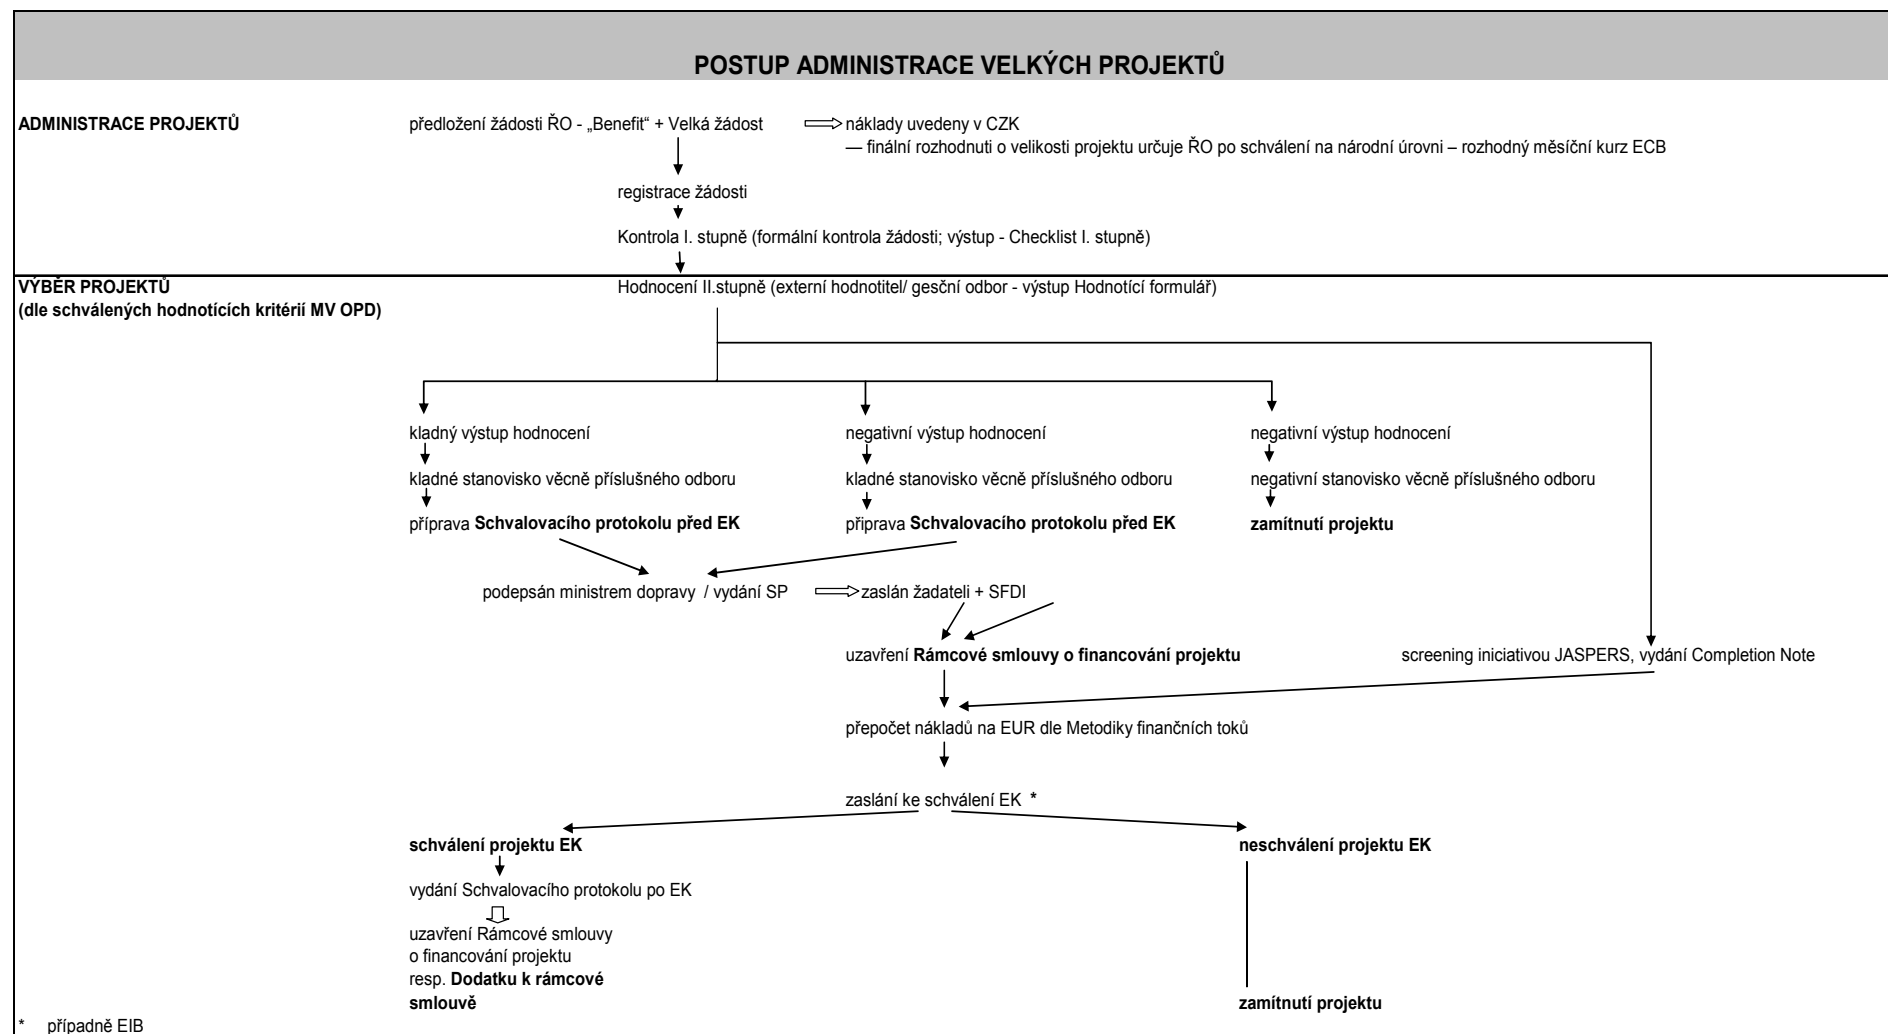 POSTUP ADMINISTRACE VELKÝCH PROJEKTŮ
ADMINISTRACE PROJEKTŮ
předložení žádosti ŘO - „Benefit“ + Velká žádost
náklady uvedeny v CZK
— finální rozhodnuti o velikosti projektu určuje ŘO po schválení na národní úrovni – rozhodný měsíční kurz ECB
registrace žádosti
Kontrola I. stupně (formální kontrola žádosti; výstup - Checklist I. stupně)
VÝBĚR PROJEKTŮ
(dle schválených hodnotících kritérií MV OPD)
Hodnocení II.stupně (externí hodnotitel/ gesční odbor - výstup Hodnotící formulář)
kladný výstup hodnocení
negativní výstup hodnocení
negativní výstup hodnocení
kladné stanovisko věcně příslušného odboru
kladné stanovisko věcně příslušného odboru
negativní stanovisko věcně příslušného odboru
příprava Schvalovacího protokolu před EK
připrava Schvalovacího protokolu před EK
zamítnutí projektu
podepsán ministrem dopravy / vydání SP
zaslán žadateli + SFDI
uzavření Rámcové smlouvy o financování projektu
screening iniciativou JASPERS, vydání Completion Note
přepočet nákladů na EUR dle Metodiky finančních toků
zaslání ke schválení EK *
schválení projektu EK
neschválení projektu EK
vydání Schvalovacího protokolu po EK
uzavření Rámcové smlouvy
o financování projektu
resp. Dodatku k rámcové
smlouvě
zamítnutí projektu
* případně EIB